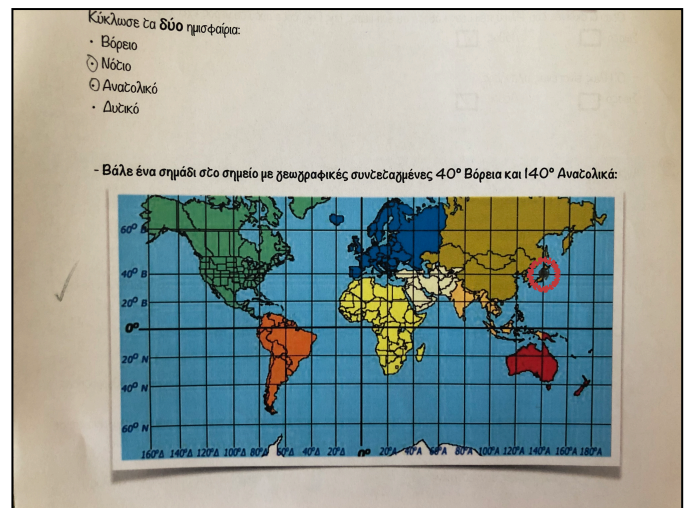 Κύκλωσε τα δύο ημισφαίρια:
· Βόρειο
· Νότιο
· Ανατολικό
· Δυτικό
- Βάλε ένα σημάδι στο σημείο με γεωγραφικές συντεταγμένες 40° Βόρεια και 140° Ανατολικά:
60° Β
40° Β
20° Β
0°
20° Ν
40° Ν
60° Ν
160°Δ 140°Δ 120°Δ 100°Δ 80°Δ 60°Δ 40°Δ 20°Δ 0° 20°Α 40°Α 60°Α 80°Α 100°Α 120°Α 140°Α 160°Α 180°Α